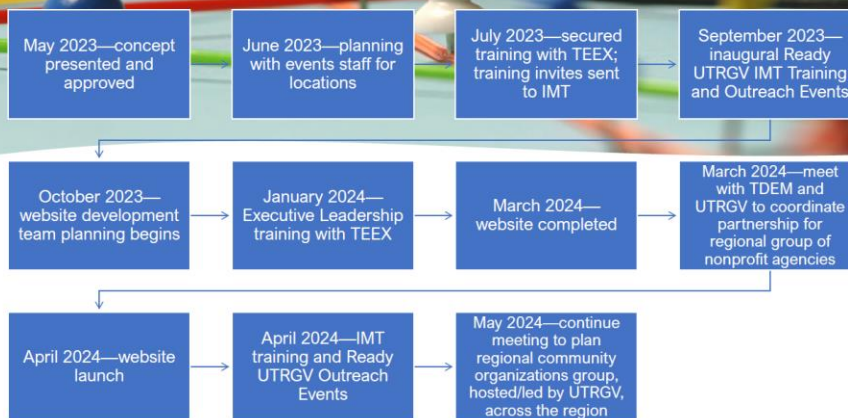 May 2023—concept
presented and
approved
June 2023—planning
with events staff for
locations
July 2023—secured
training with TEEX;
training invites sent
to IMT
September 2023—
inaugural Ready
UTRGV IMT Training
and Outreach Events
October 2023—
website development
team planning begins
January 2024—
Executive Leadership
training with TEEX
March 2024—
website completed
March 2024—meet
with TDEM and
UTRGV to coordinate
partnership for
regional group of
nonprofit agencies
April 2024—website
launch
April 2024—IMT
training and Ready
UTRGV Outreach
Events
May 2024—continue
meeting to plan
regional community
organizations group,
hosted/led by UTRGV,
across the region